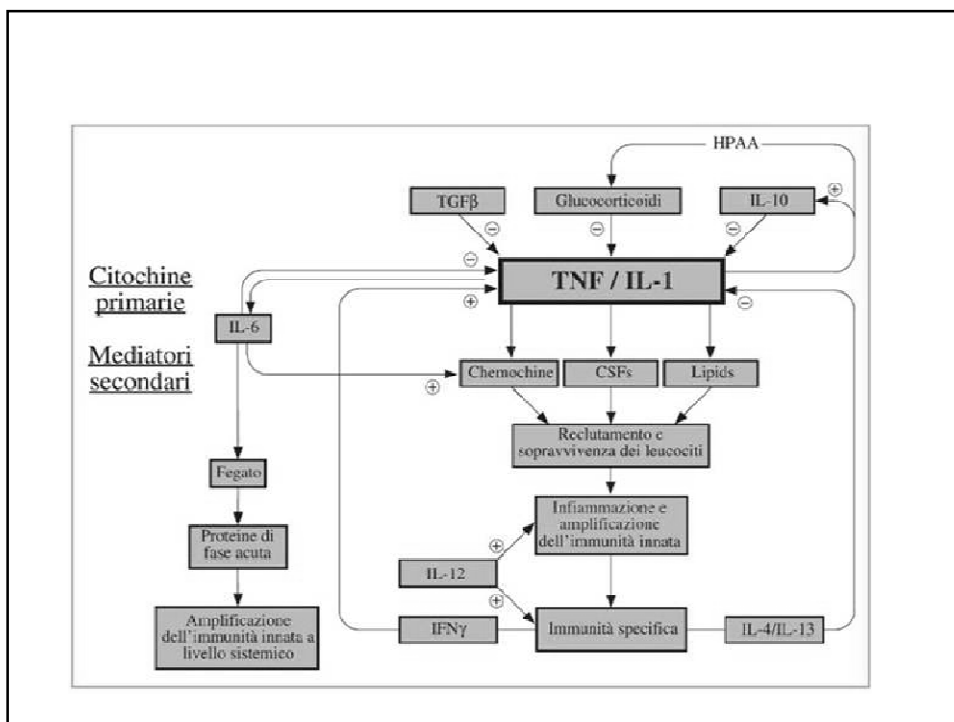 HPAA
TGFβ
Glucocorticoidi
IL-10
TNF / IL-1
Citochine
primarie
IL-6
Mediatori
secondari
Chemochine
CSFs
Lipids
Reclutamento e
sopravvivenza dei leucociti
Fegato
Infiammazione e
amplificazione
dell'immunità innata
Proteine di
fase acuta
IL-12
Amplificazione
dell'immunità innata a
livello sistemico
IFNγ
Immunità specifica
IL-4/IL-13